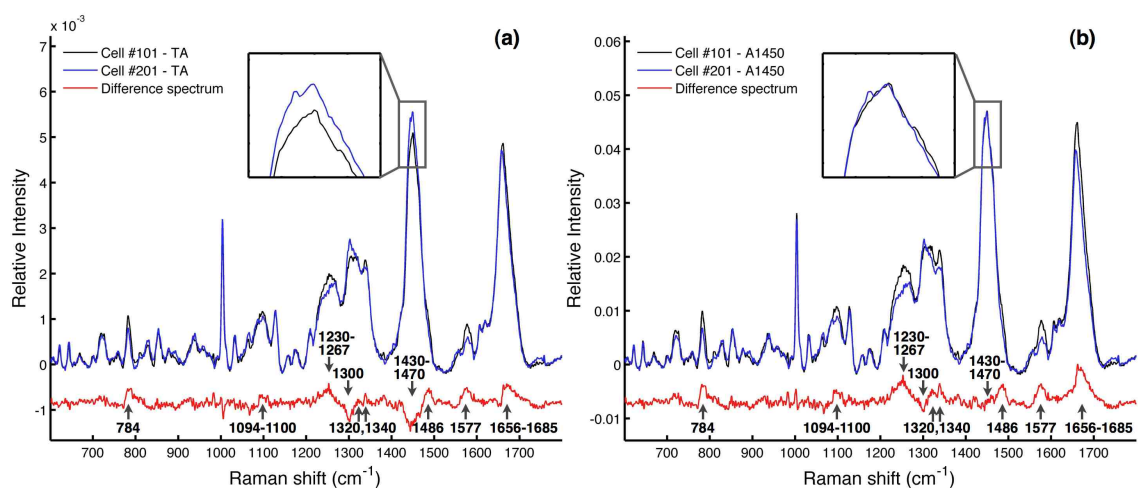 x 10⁻³
(a)
Cell #101 - TA
Cell #201 - TA
Difference spectrum
7
6
5
4
3
2
1
0
-1
Relative Intensity
1230-
1267
1300
1430-
1470
784
1094-1100
1320,1340
1486
1577
1656-1685
700 800 900 1000 1100 1200 1300 1400 1500 1600 1700
Raman shift (cm⁻¹)
(b)
Cell #101 - A1450
Cell #201 - A1450
Difference spectrum
0.06
0.05
0.04
0.03
0.02
0.01
0
-0.01
Relative Intensity
1230-
1267
1300
1430-
1470
784
1094-1100
1320,1340
1486
1577
1656-1685
700 800 900 1000 1100 1200 1300 1400 1500 1600 1700
Raman shift (cm⁻¹)